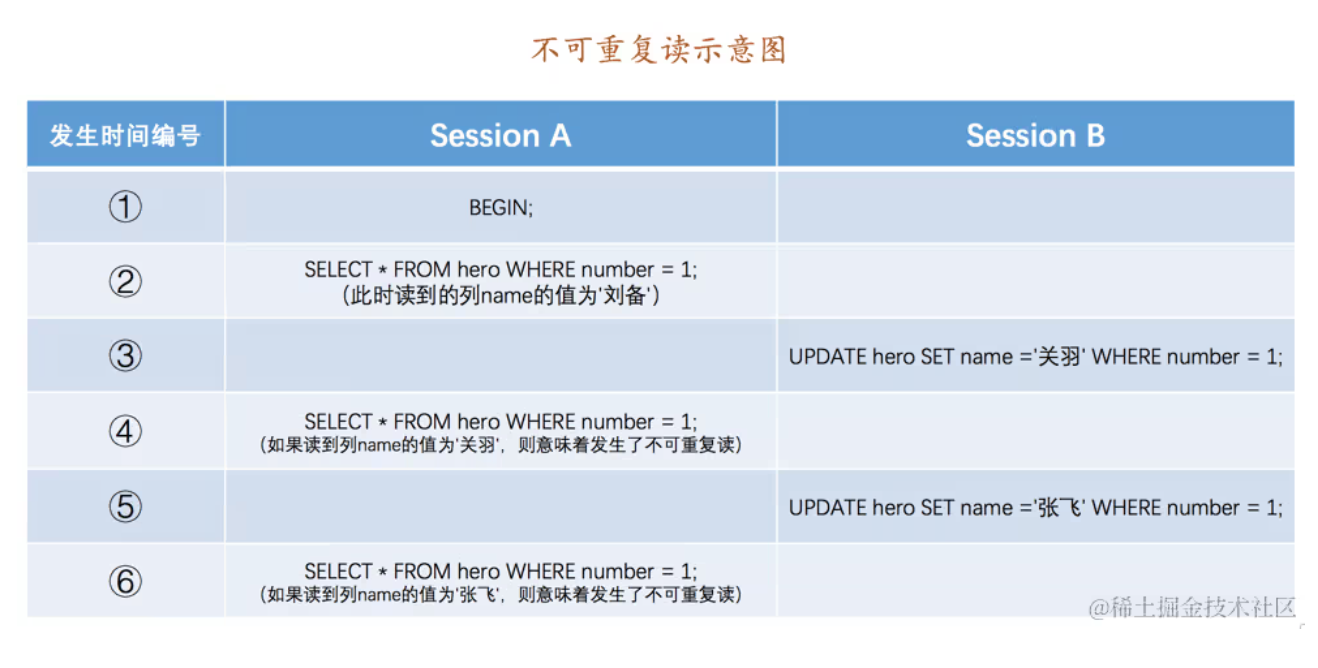 不可重复读示意图
发生时间编号
Session A
Session B
①
BEGIN;
②
SELECT * FROM hero WHERE number = 1;
（此时读到的列name的值为'刘备'）
③
UPDATE hero SET name ='关羽' WHERE number = 1;
④
SELECT * FROM hero WHERE number = 1;
（如果读到列name的值为'关羽'，则意味着发生了不可重复读）
⑤
UPDATE hero SET name ='张飞' WHERE number = 1;
⑥
SELECT * FROM hero WHERE number = 1;
（如果读到列name的值为'张飞'，则意味着发生了不可重复读）
@稀土掘金技术社区